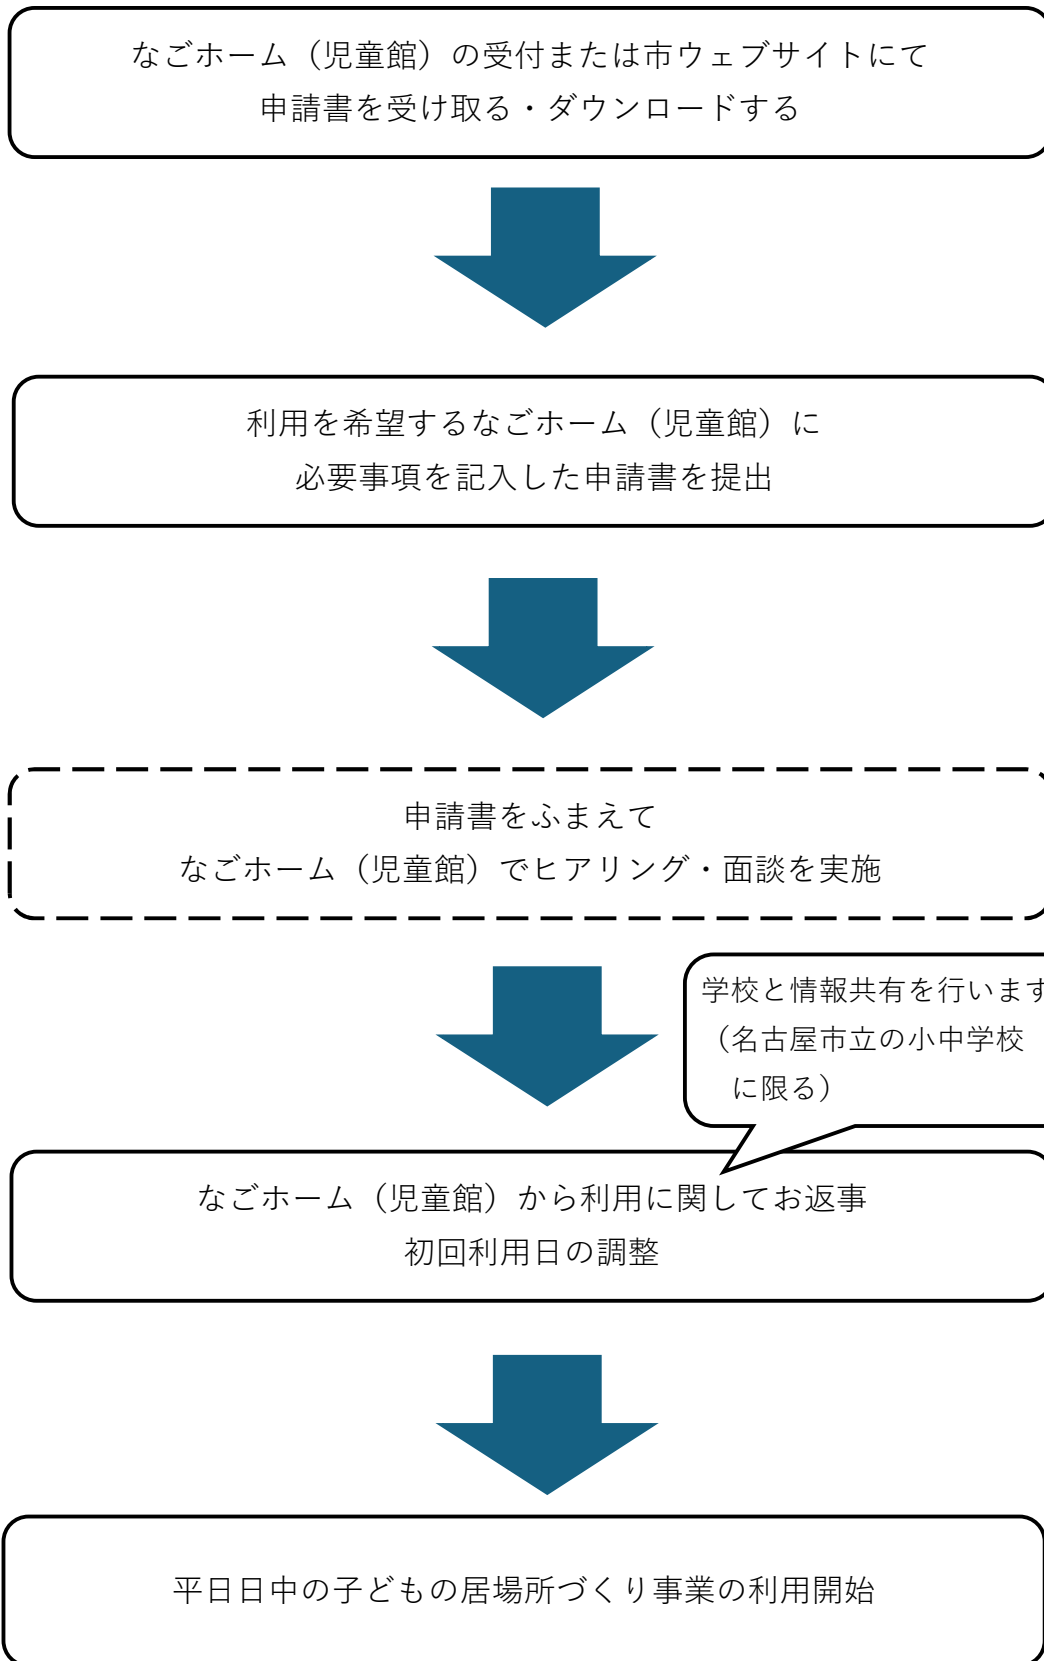 なごホーム（児童館）の受付または市ウェブサイトにて
申請書を受け取る・ダウンロードする
利用を希望するなごホーム（児童館）に
必要事項を記入した申請書を提出
申請書をふまえて
なごホーム（児童館）でヒアリング・面談を実施
学校と情報共有を行います
（名古屋市立の小中学校
に限る）
なごホーム（児童館）から利用に関してお返事
初回利用日の調整
平日日中の子どもの居場所づくり事業の利用開始